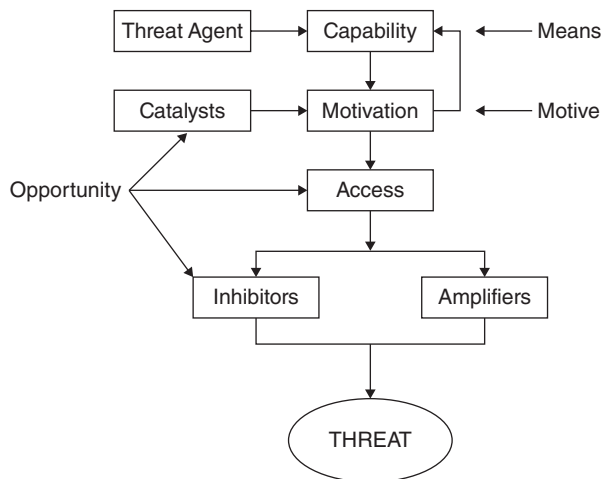 Threat Agent
Capability
Means
Catalysts
Motivation
Motive
Opportunity
Access
Inhibitors
Amplifiers
THREAT